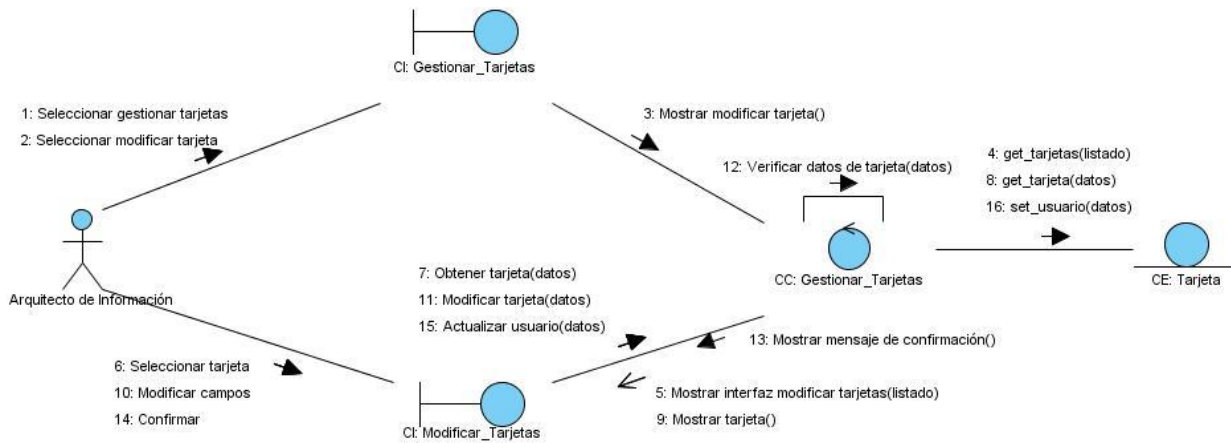 CI: Gestionar_Tarjetas
1: Seleccionar gestionar tarjetas
2: Seleccionar modificar tarjeta
3: Mostrar modificar tarjeta()
12: Verificar datos de tarjeta(datos)
4: get_tarjetas(listado)
8: get_tarjeta(datos)
16: set_usuario(datos)
Arquitecto de Información
7: Obtener tarjeta(datos)
11: Modificar tarjeta(datos)
15: Actualizar usuario(datos)
CC: Gestionar_Tarjetas
CE: Tarjeta
13: Mostrar mensaje de confirmación()
6: Seleccionar tarjeta
10: Modificar campos
14: Confirmar
5: Mostrar interfaz modificar tarjetas(listado)
9: Mostrar tarjeta()
CI: Modificar_Tarjetas